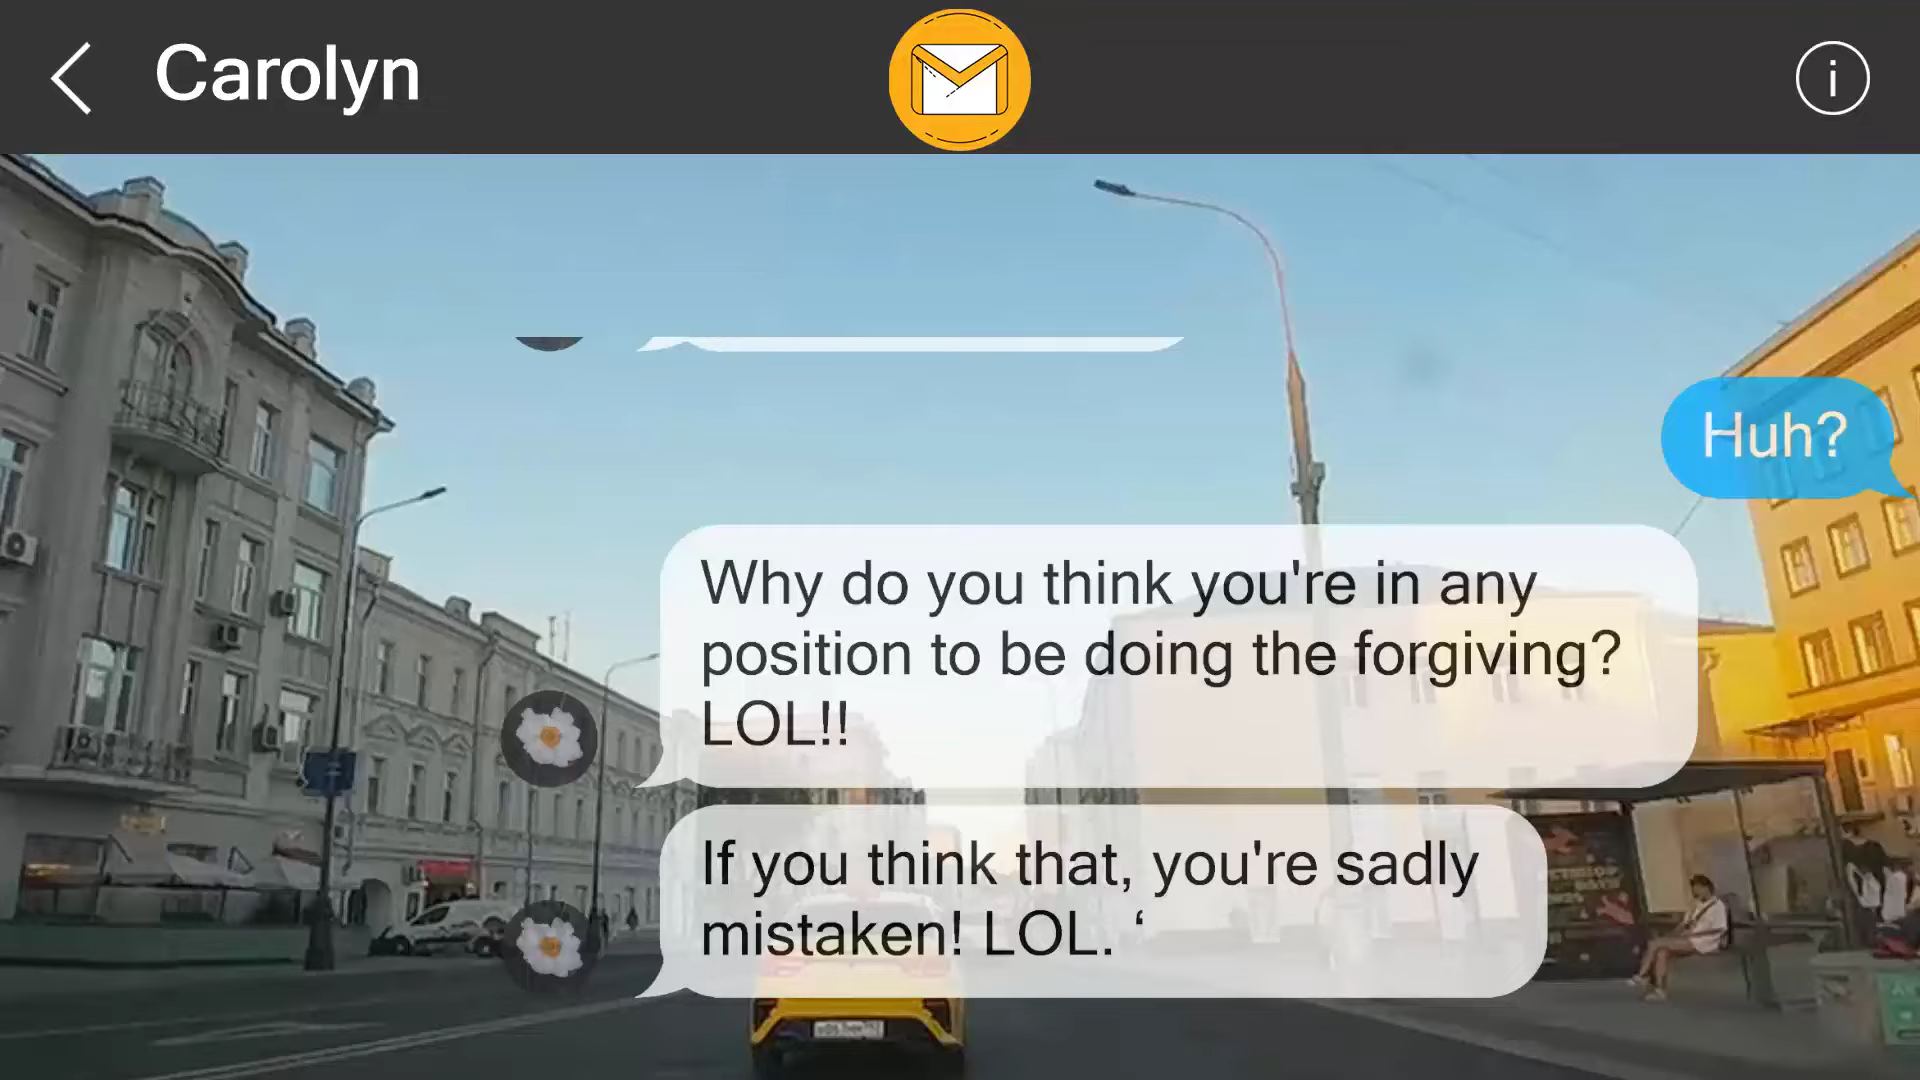 Carolyn
i
Huh?
Why do you think you're in any
position to be doing the forgiving?
LOL!!
If you think that, you're sadly
mistaken! LOL. ‘